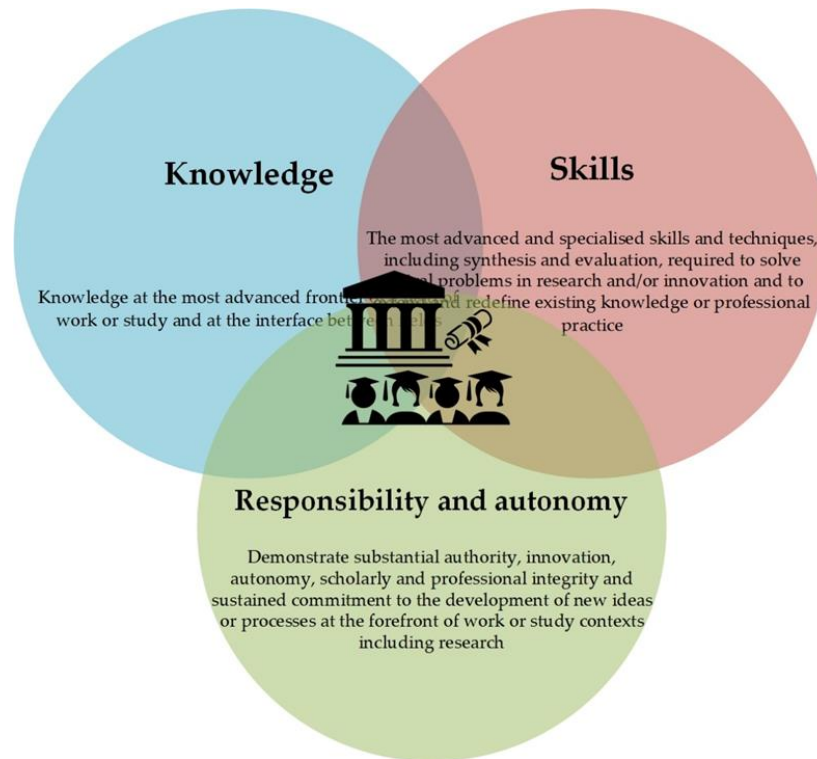 Knowledge
Knowledge at the most advanced frontier of
work or study and at the interface between fields
Skills
The most advanced and specialised skills and techniques,
including synthesis and evaluation, required to solve
problems in research and/or innovation and to
redefine existing knowledge or professional
practice
Responsibility and autonomy
Demonstrate substantial authority, innovation,
autonomy, scholarly and professional integrity and
sustained commitment to the development of new ideas
or processes at the forefront of work or study contexts
including research